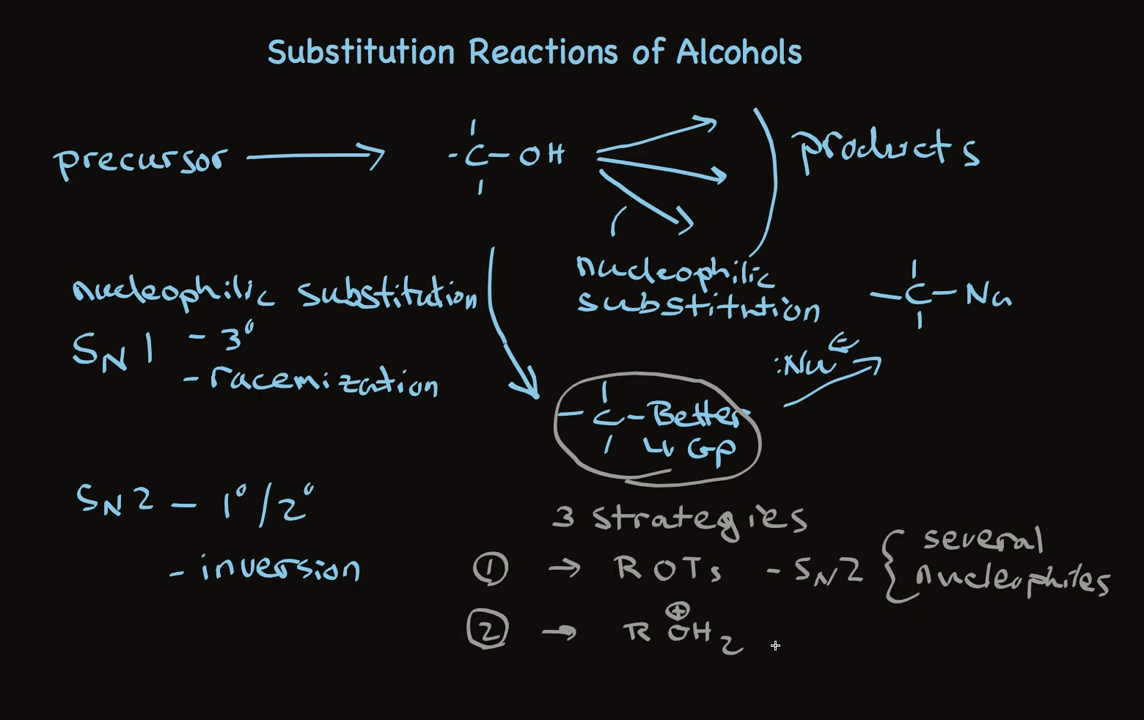 Substitution Reactions of Alcohols
precursor
-C-OH
products
nucleophilic substitution
nucleophilic
substitution
-C-Nu
SN1 - 3°
- racemization
:Nu⊖
-C-Better
Lv Gp
SN2 - 1°/2°
- inversion
3 strategies
① → ROTs - SN2 { several
nucleophiles
② → R O⊕H2